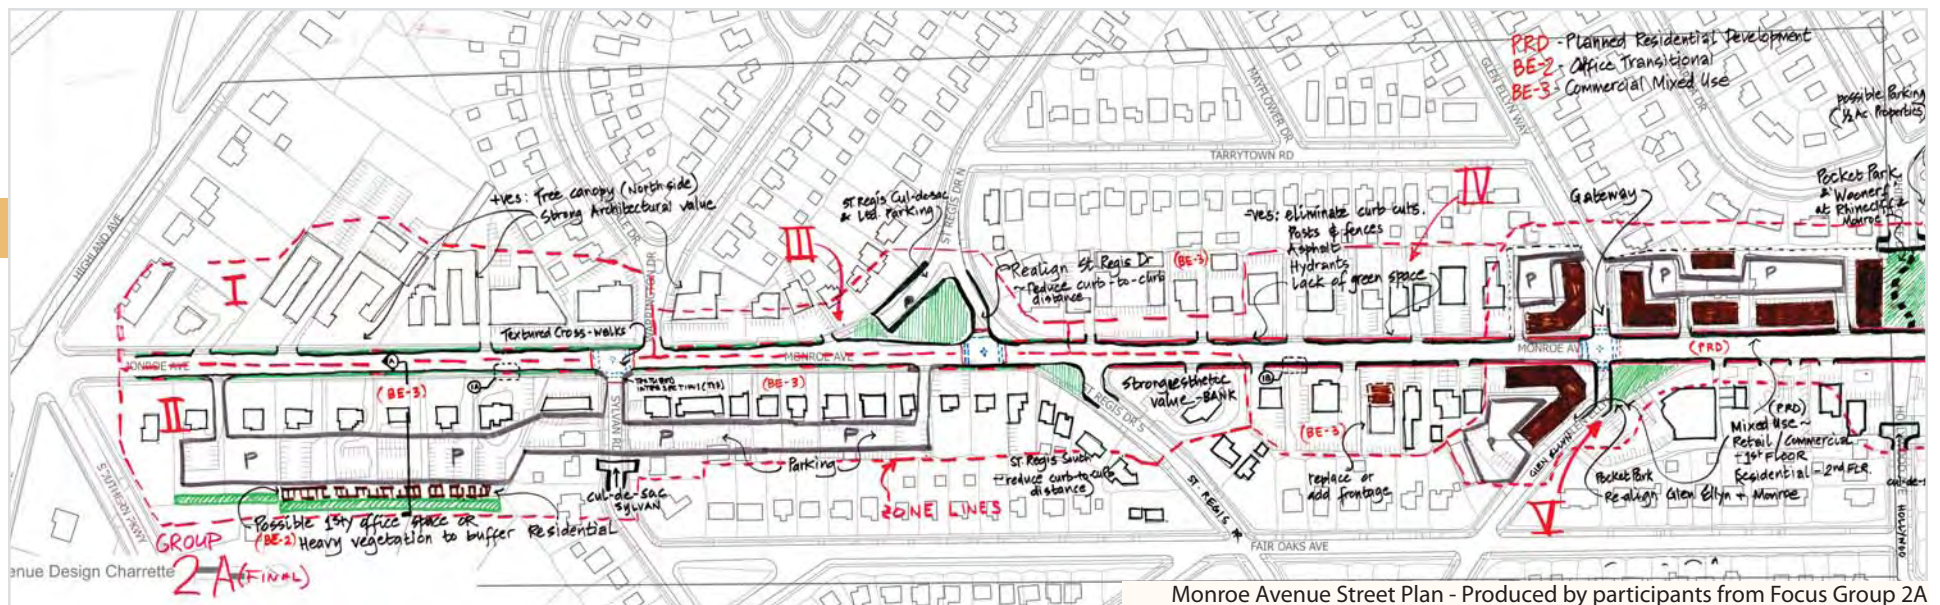 PRD - Planned Residential Development
BE-2 - Office Transitional
BE-3 - Commercial Mixed Use
possible Parking
(½ Ac Properties)
Pocket Park
&
at Rhinecliff &
Monroe
Gateway
IV
-ves: eliminate curb cuts.
Posts & fences
Asphalt
Hydrants
Lack of green space
(BE-3)
Realign St Regis Dr
~ reduce curb-to-curb
distance
St Regis Cul-de-sac
& Ltd. Parking
III
+ves: Tree canopy (North side)
Strong Architectural value
I
Textured Cross-walks
HIGHLAND AVE
ST REGIS DR N
MAYFLOWER DR
TARRYTOWN RD
GLEN ELLYN WAY
P
P
P
MONROE AVE
MONROE AVE
(PRD)
II
(BE-3)
1A
(BE-3)
1B
SYLVAN RD
P
P
P
P
Parking
Strong esthetic
value - BANK
(BE-3)
replace or
add frontage
St. Regis South
~ reduce curb-to-curb
distance)
ZONE LINES
cul-de-sac
SYLVAN
ST. REGIS DR
P
V
Pocket Park
Re-align Glen Ellyn + Monroe
(PRD)
Mixed Use ~
Retail / Commercial
- 1st FLOOR
Residential - 2nd FLR.
SOUTHERN PKWY
FAIR OAKS AVE
Possible 1Sty office space OR
(BE-2) Heavy vegetation to buffer Residential
GROUP
2A (FINAL)
enue Design Charrette
Monroe Avenue Street Plan - Produced by participants from Focus Group 2A